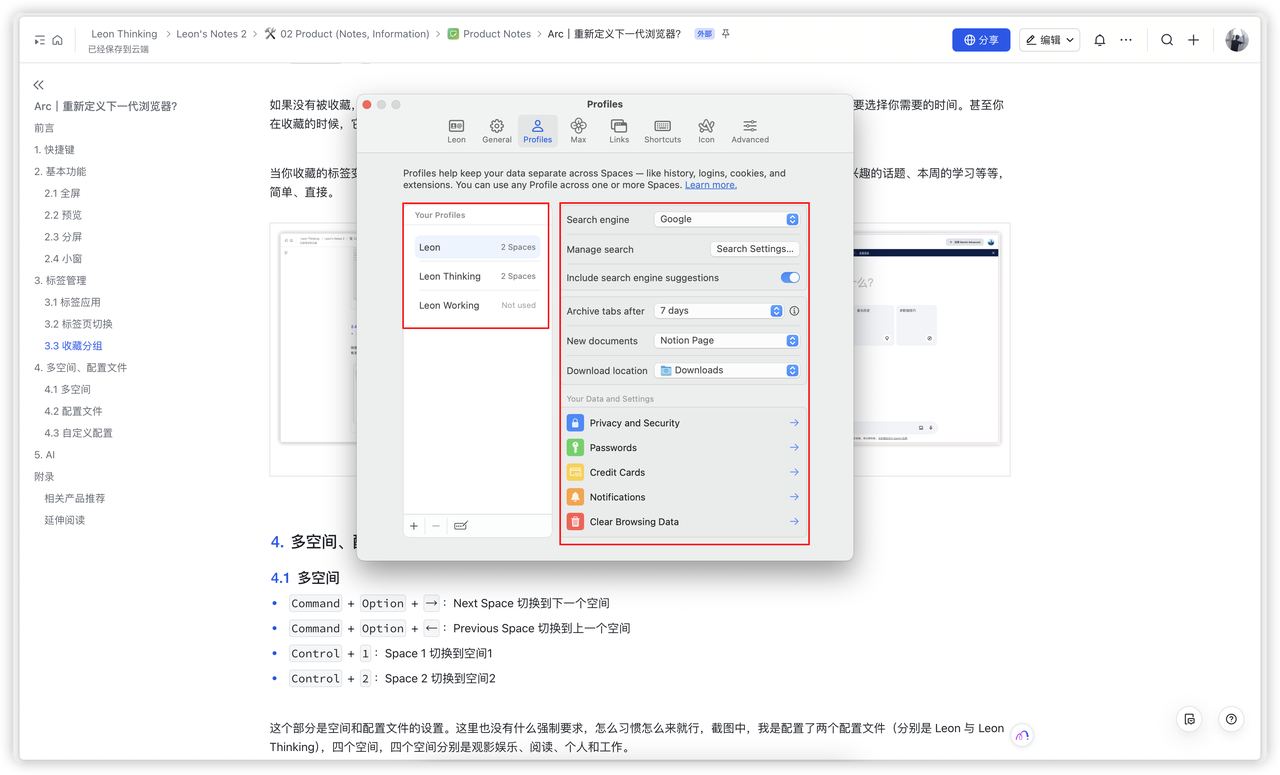 Leon Thinking > Leon's Notes 2 > 🛠 02 Product (Notes, Information) > ✅ Product Notes > Arc｜重新定义下一代浏览器? 外部
已经保存到云端
分享
编辑
Arc｜重新定义下一代浏览器?
前言
1. 快捷键
2. 基本功能
2.1 全屏
2.2 预览
2.3 分屏
2.4 小窗
3. 标签管理
3.1 标签应用
3.2 标签页切换
3.3 收藏分组
4. 多空间、配置文件
4.1 多空间
4.2 配置文件
4.3 自定义配置
5. AI
附录
相关产品推荐
延伸阅读
如果没有被收藏，
要选择你需要的时间。甚至你
在收藏的时候，
当你收藏的标签
趣的话题、本周的学习等等，
简单、直接。
Profiles
Leon
General
Profiles
Max
Links
Shortcuts
Icon
Advanced
Profiles help keep your data separate across Spaces — like history, logins, cookies, and
extensions. You can use any Profile across one or more Spaces. Learn more.
Your Profiles
Leon 2 Spaces
Leon Thinking 2 Spaces
Leon Working Not used
Search engine Google
Manage search Search Settings...
Include search engine suggestions
Archive tabs after 7 days
New documents Notion Page
Download location Downloads
Your Data and Settings
Privacy and Security
Passwords
Credit Cards
Notifications
Clear Browsing Data
4. 多空间、
4.1 多空间
Command + Option + → ：Next Space 切换到下一个空间
Command + Option + ← ：Previous Space 切换到上一个空间
Control + 1 ：Space 1 切换到空间1
Control + 2 ：Space 2 切换到空间2
这个部分是空间和配置文件的设置。这里也没有什么强制要求，怎么习惯怎么来就行，截图中，我是配置了两个配置文件（分别是 Leon 与 Leon
Thinking），四个空间，四个空间分别是观影娱乐、阅读、个人和工作。